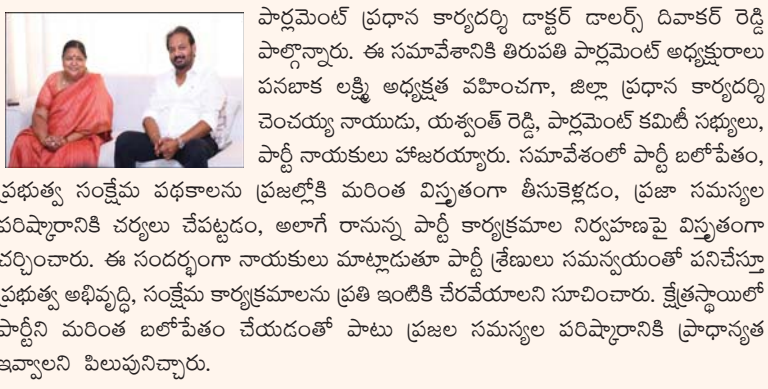 పార్లమెంట్ ప్రధాన కార్యదర్శి డాక్టర్ డాలర్స్ దివాకర్ రెడ్డి
పాల్గొన్నారు. ఈ సమావేశానికి తిరుపతి పార్లమెంట్ అధ్యక్షురాలు
పనబాక లక్ష్మి అధ్యక్షత వహించగా, జిల్లా ప్రధాన కార్యదర్శి
చెంచయ్య నాయుడు, యశ్వంత్ రెడ్డి, పార్లమెంట్ కమిటీ సభ్యులు,
పార్టీ నాయకులు హాజరయ్యారు. సమావేశంలో పార్టీ బలోపేతం,
ప్రభుత్వ సంక్షేమ పథకాలను ప్రజల్లోకి మరింత విస్తృతంగా తీసుకెళ్లడం, ప్రజా సమస్యల
పరిష్కారానికి చర్యలు చేపట్టడం, అలాగే రానున్న పార్టీ కార్యక్రమాల నిర్వహణపై విస్తృతంగా
చర్చించారు. ఈ సందర్భంగా నాయకులు మాట్లాడుతూ పార్టీ శ్రేణులు సమన్వయంతో పనిచేస్తూ
ప్రభుత్వ అభివృద్ధి, సంక్షేమ కార్యక్రమాలను ప్రతి ఇంటికి చేరవేయాలని సూచించారు. క్షేత్రస్థాయిలో
పార్టీని మరింత బలోపేతం చేయడంతో పాటు ప్రజల సమస్యల పరిష్కారానికి ప్రాధాన్యత
ఇవ్వాలని పిలుపునిచ్చారు.